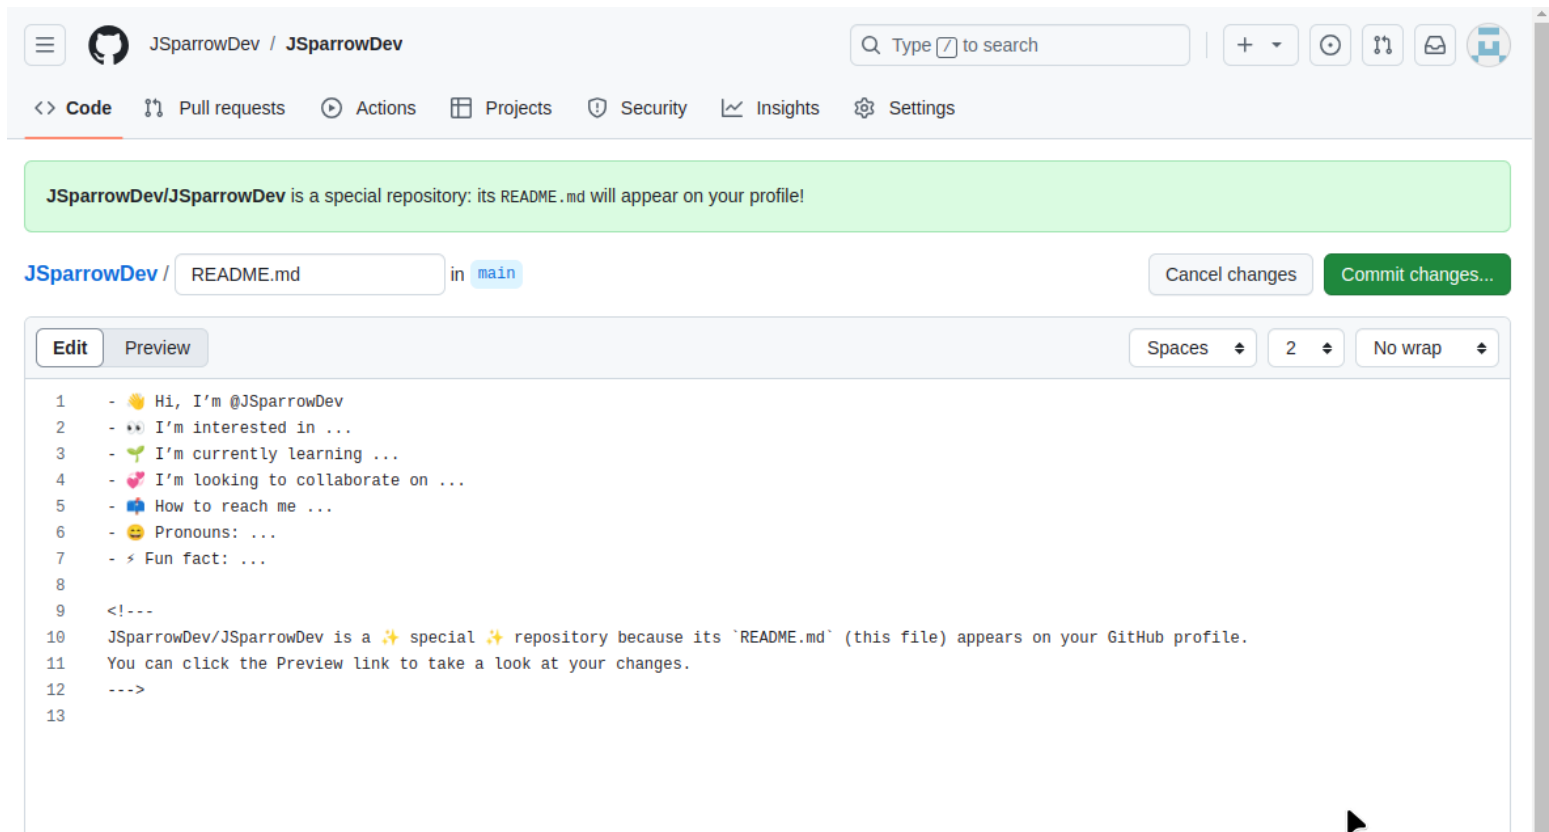 JSparrowDev / JSparrowDev
Type / to search
Code Pull requests Actions Projects Security Insights Settings
JSparrowDev/JSparrowDev is a special repository: its README.md will appear on your profile!
JSparrowDev / README.md in main Cancel changes Commit changes...
Edit Preview Spaces 2 No wrap
1 - 👋 Hi, I’m @JSparrowDev
2 - 👀 I’m interested in ...
3 - 🌱 I’m currently learning ...
4 - 💞️ I’m looking to collaborate on ...
5 - 📫 How to reach me ...
6 - 😄 Pronouns: ...
7 - ⚡ Fun fact: ...
8
9 <!---
10 JSparrowDev/JSparrowDev is a ✨ special ✨ repository because its `README.md` (this file) appears on your GitHub profile.
11 You can click the Preview link to take a look at your changes.
12 --->
13